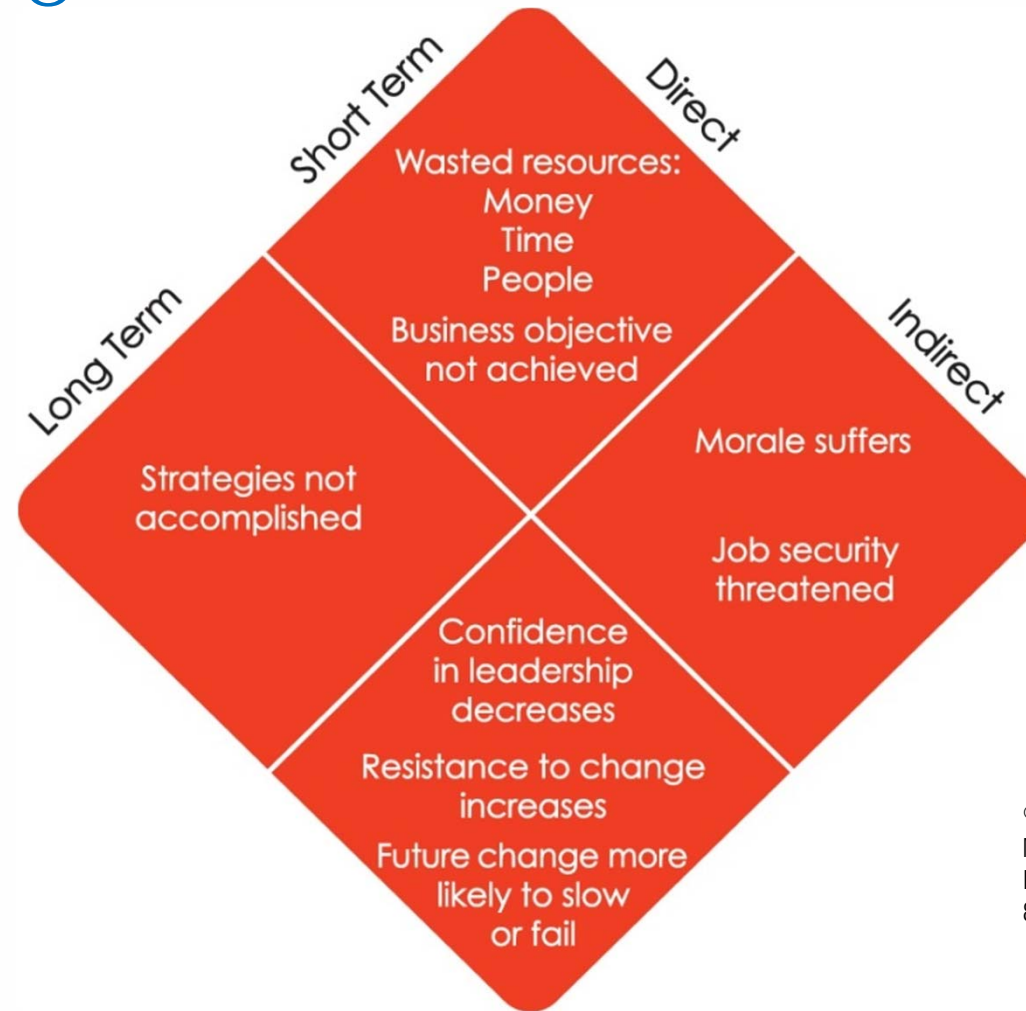 Short Term
Direct
Wasted resources:
Money
Time
People
Business objective
not achieved
Long Term
Indirect
Strategies not
accomplished
Morale suffers
Job security
threatened
Confidence
in leadership
decreases
Resistance to change
increases
Future change more
likely to slow
or fail